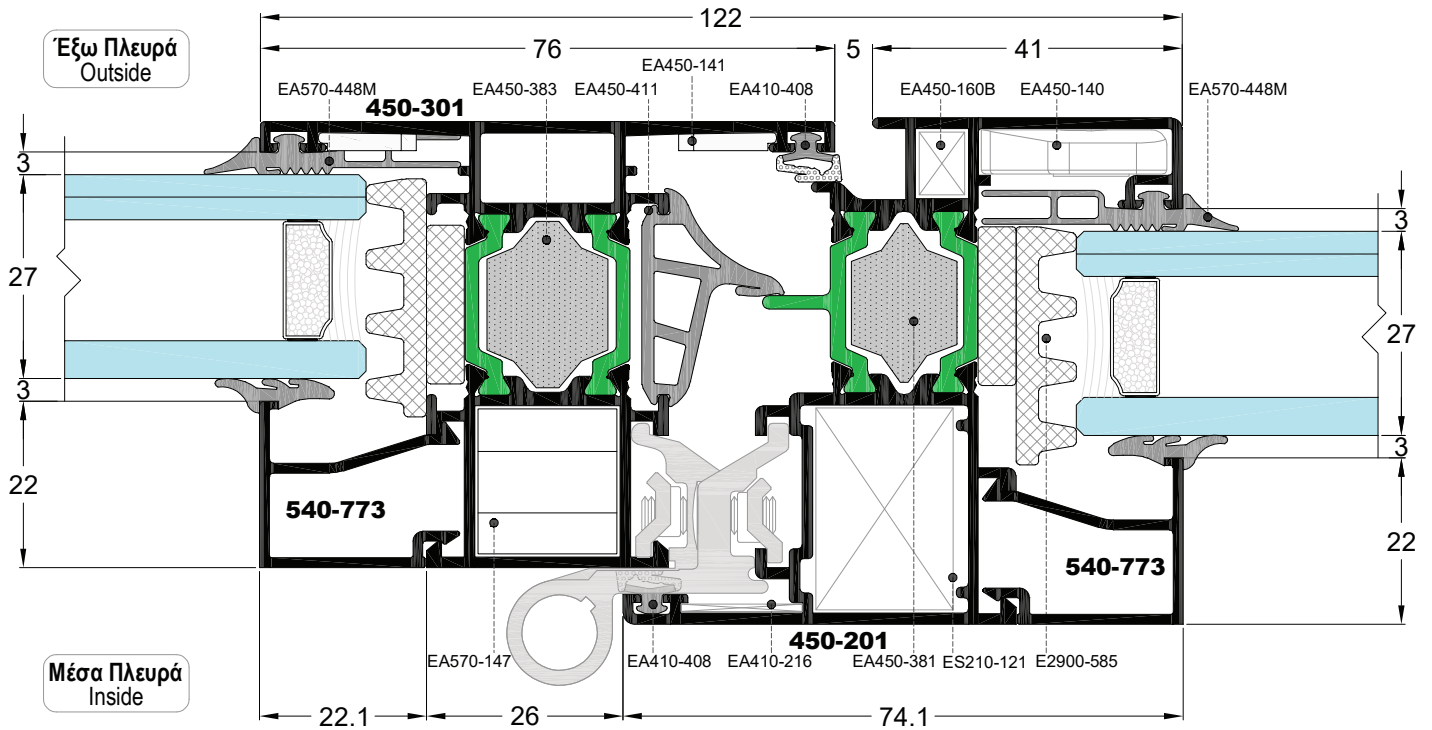 122
Έξω Πλευρά
Outside
76
5
41
EA450-141
EA570-448M
EA450-383
EA450-411
EA410-408
EA450-160B
EA450-140
EA570-448M
450-301
3
27
3
22
3
27
3
22
540-773
540-773
450-201
EA570-147
EA410-408
EA410-216
EA450-381
ES210-121
E2900-585
Μέσα Πλευρά
Inside
22.1
26
74.1